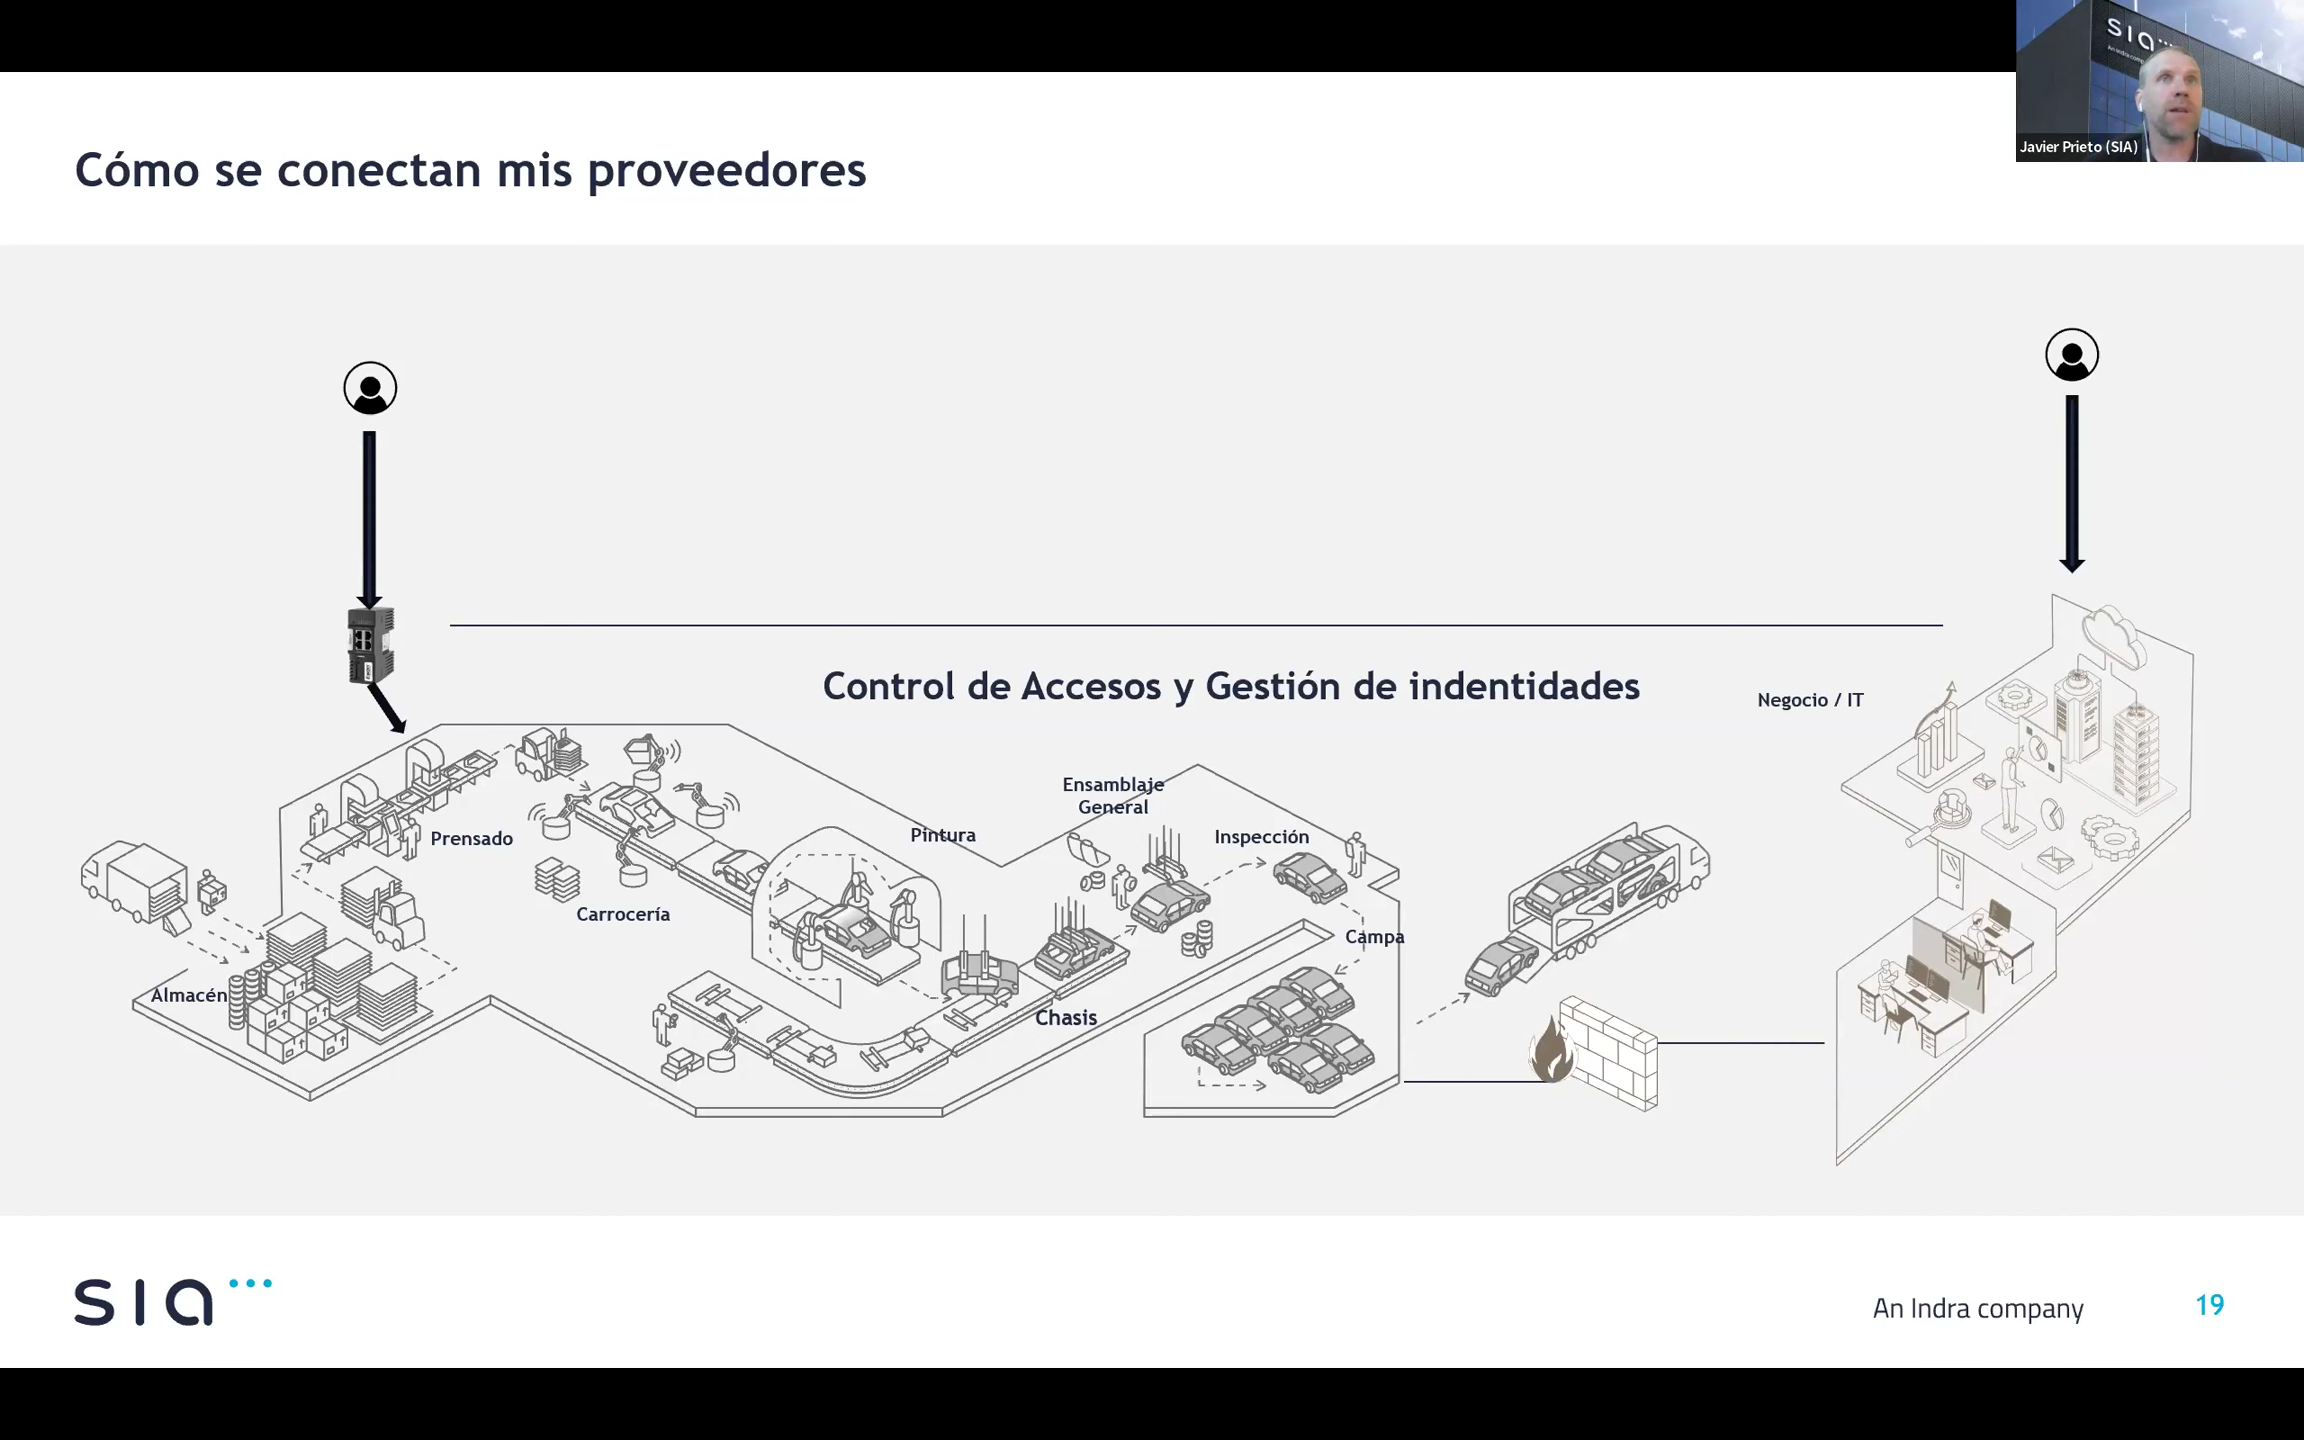 sia
Javier Prieto (SIA)
Cómo se conectan mis proveedores
Control de Accesos y Gestión de indentidades
Negocio / IT
Ensamblaje
General
Prensado
Pintura
Inspección
Carrocería
Campa
Almacén
Chasis
sia
An Indra company
19